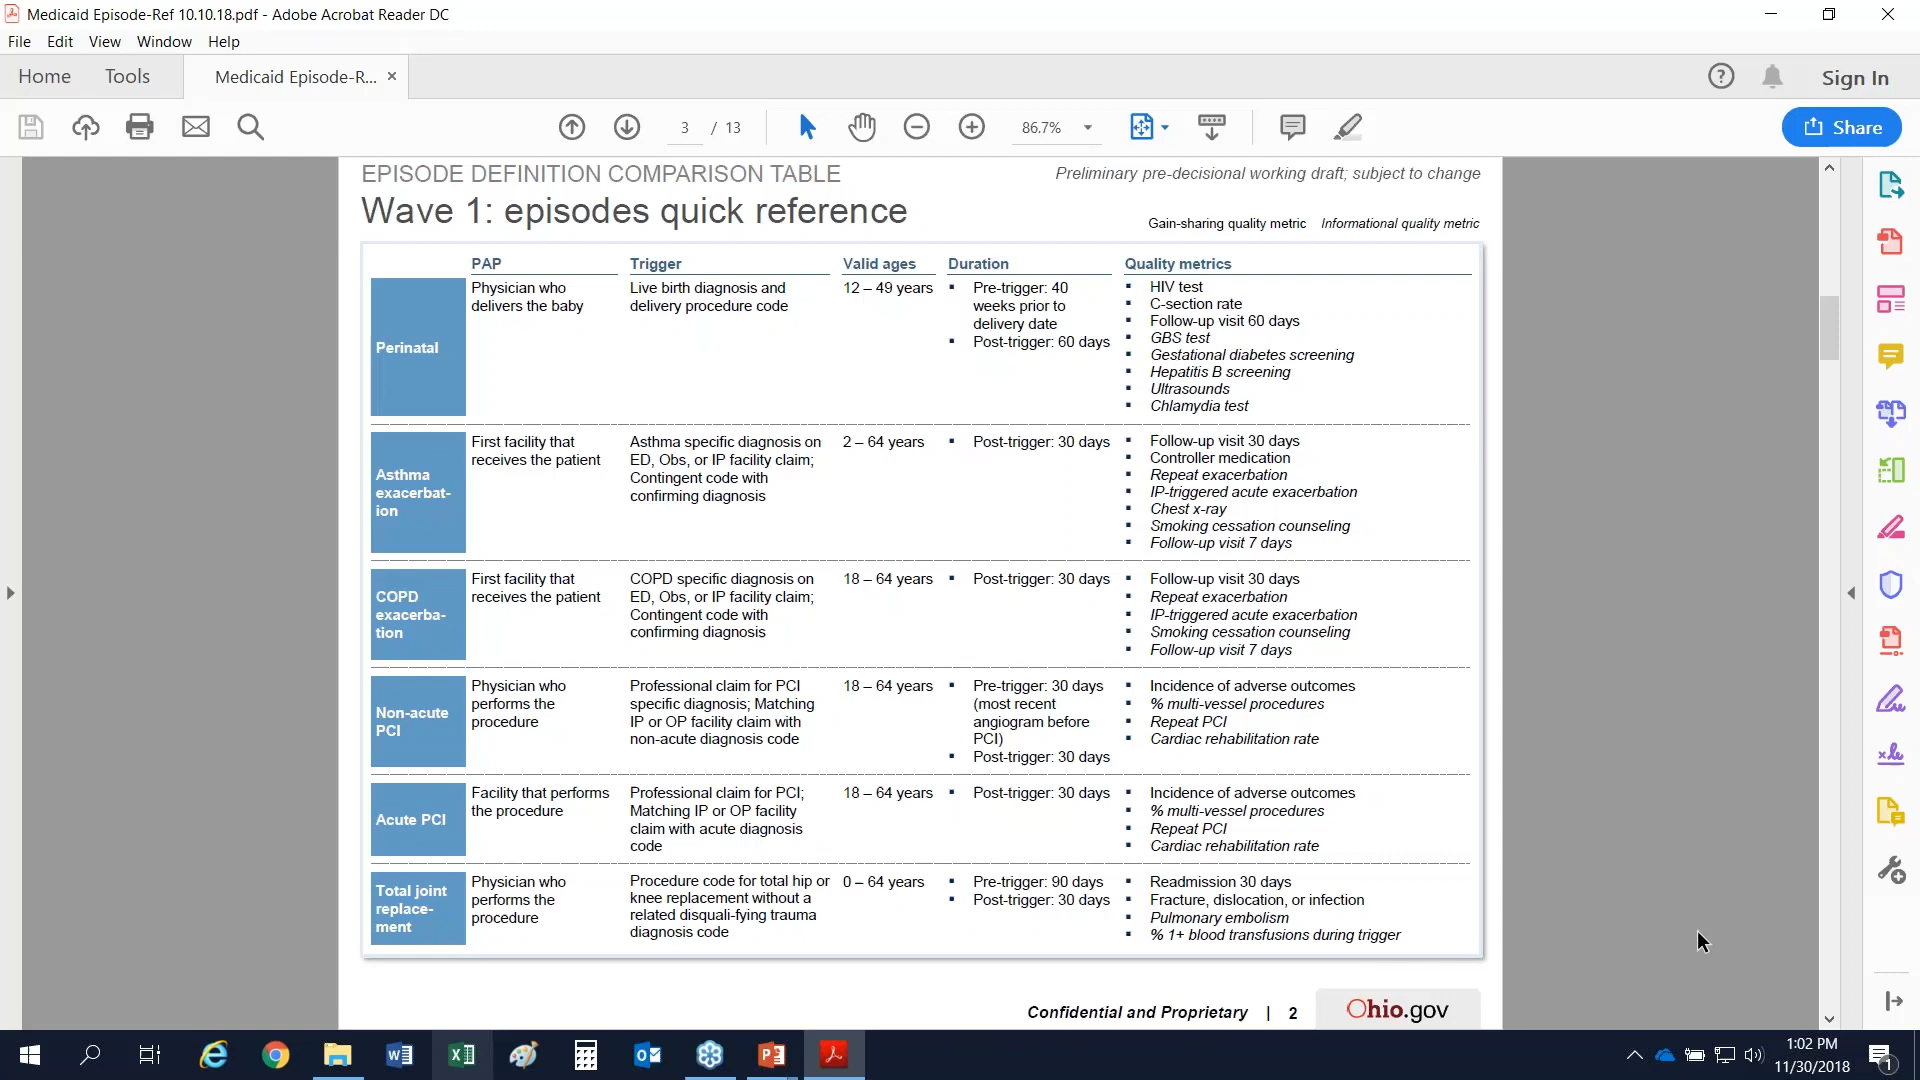 Medicaid Episode-Ref 10.10.18.pdf - Adobe Acrobat Reader DC
File Edit View Window Help
Home Tools Medicaid Episode-R... × Sign In
3 / 13 86.7% Share
EPISODE DEFINITION COMPARISON TABLE
Preliminary pre-decisional working draft; subject to change
Wave 1: episodes quick reference
Gain-sharing quality metric Informational quality metric
PAP Trigger Valid ages Duration Quality metrics
Perinatal
Physician who
delivers the baby
Live birth diagnosis and
delivery procedure code
12 – 49 years
▪ Pre-trigger: 40
weeks prior to
delivery date
▪ Post-trigger: 60 days
▪ HIV test
▪ C-section rate
▪ Follow-up visit 60 days
▪ GBS test
▪ Gestational diabetes screening
▪ Hepatitis B screening
▪ Ultrasounds
▪ Chlamydia test
Asthma
exacerbat-
ion
First facility that
receives the patient
Asthma specific diagnosis on
ED, Obs, or IP facility claim;
Contingent code with
confirming diagnosis
2 – 64 years
▪ Post-trigger: 30 days
▪ Follow-up visit 30 days
▪ Controller medication
▪ Repeat exacerbation
▪ IP-triggered acute exacerbation
▪ Chest x-ray
▪ Smoking cessation counseling
▪ Follow-up visit 7 days
COPD
exacerba-
tion
First facility that
receives the patient
COPD specific diagnosis on
ED, Obs, or IP facility claim;
Contingent code with
confirming diagnosis
18 – 64 years
▪ Post-trigger: 30 days
▪ Follow-up visit 30 days
▪ Repeat exacerbation
▪ IP-triggered acute exacerbation
▪ Smoking cessation counseling
▪ Follow-up visit 7 days
Non-acute
PCI
Physician who
performs the
procedure
Professional claim for PCI
specific diagnosis; Matching
IP or OP facility claim with
non-acute diagnosis code
18 – 64 years
▪ Pre-trigger: 30 days
(most recent
angiogram before
PCI)
▪ Post-trigger: 30 days
▪ Incidence of adverse outcomes
▪ % multi-vessel procedures
▪ Repeat PCI
▪ Cardiac rehabilitation rate
Acute PCI
Facility that performs
the procedure
Professional claim for PCI;
Matching IP or OP facility
claim with acute diagnosis
code
18 – 64 years
▪ Post-trigger: 30 days
▪ Incidence of adverse outcomes
▪ % multi-vessel procedures
▪ Repeat PCI
▪ Cardiac rehabilitation rate
Total joint
replace-
ment
Physician who
performs the
procedure
Procedure code for total hip or
knee replacement without a
related disquali-fying trauma
diagnosis code
0 – 64 years
▪ Pre-trigger: 90 days
▪ Post-trigger: 30 days
▪ Readmission 30 days
▪ Fracture, dislocation, or infection
▪ Pulmonary embolism
▪ % 1+ blood transfusions during trigger
Confidential and Proprietary | 2 Ohio.gov
1:02 PM
11/30/2018
1